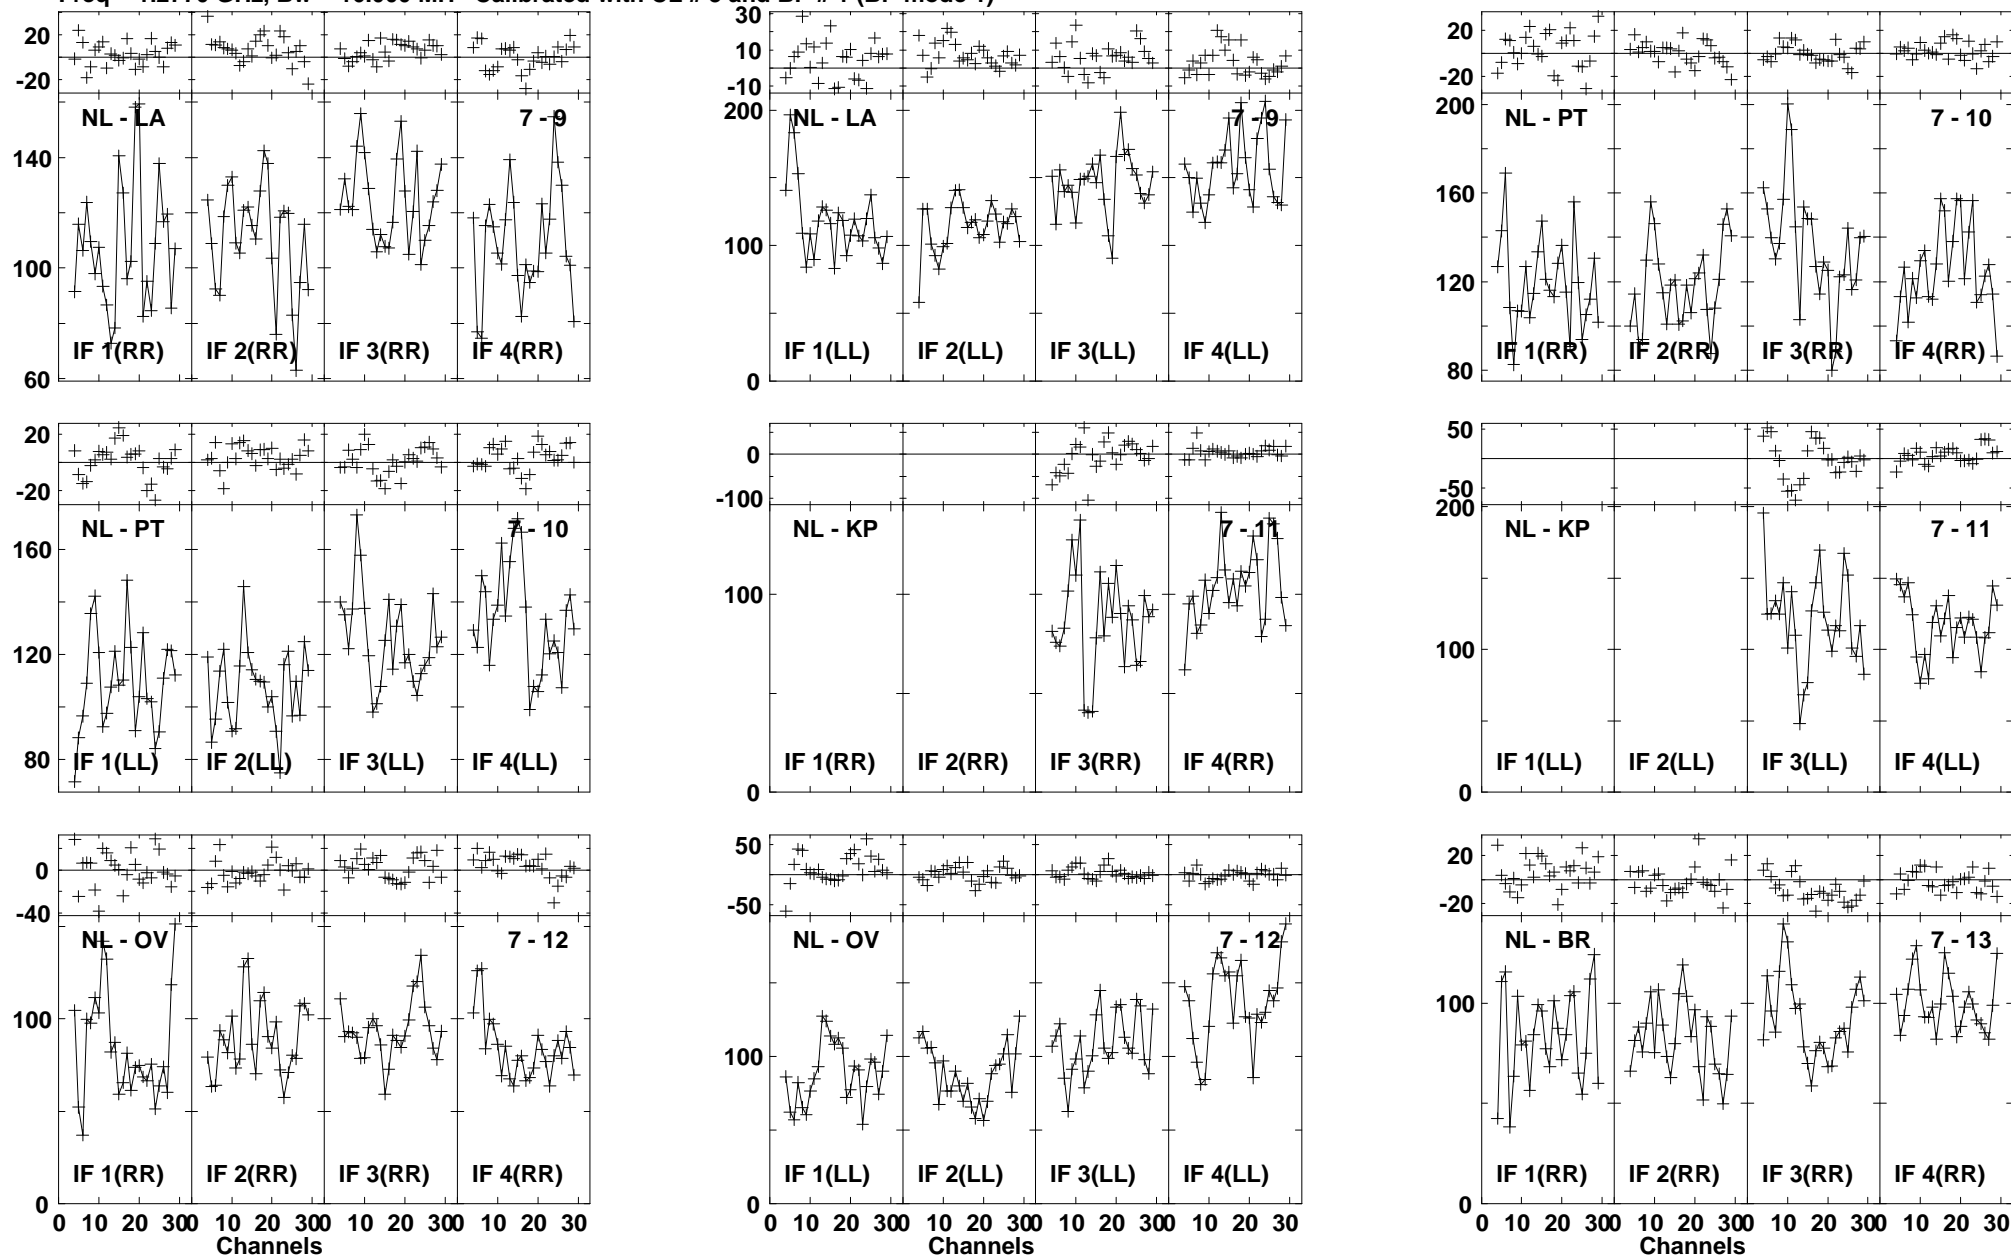 20 0 -20
NL - LA 7 - 9
140 100 60
IF 1(RR) IF 2(RR) IF 3(RR) IF 4(RR)
30 10 -10
NL - LA 7 - 9
200 100 0
IF 1(LL) IF 2(LL) IF 3(LL) IF 4(LL)
20 0 -20
NL - PT 7 - 10
200 160 120 80
IF 1(RR) IF 2(RR) IF 3(RR) IF 4(RR)
20 0 -20
NL - PT 7 - 10
160 120 80
IF 1(LL) IF 2(LL) IF 3(LL) IF 4(LL)
0 -100
NL - KP 7 - 11
100 0
IF 1(RR) IF 2(RR) IF 3(RR) IF 4(RR)
50 -50
NL - KP 7 - 11
200 100 0
IF 1(LL) IF 2(LL) IF 3(LL) IF 4(LL)
0 -40
NL - OV 7 - 12
100 0
IF 1(RR) IF 2(RR) IF 3(RR) IF 4(RR)
0 10 20 30 0 10 20 30 0 10 20 30 0 10 20 30
Channels
50 -50
NL - OV 7 - 12
100 0
IF 1(LL) IF 2(LL) IF 3(LL) IF 4(LL)
0 10 20 30 0 10 20 30 0 10 20 30 0 10 20 30
Channels
20 -20
NL - BR 7 - 13
100 0
IF 1(RR) IF 2(RR) IF 3(RR) IF 4(RR)
0 10 20 30 0 10 20 30 0 10 20 30 0 10 20 30
Channels